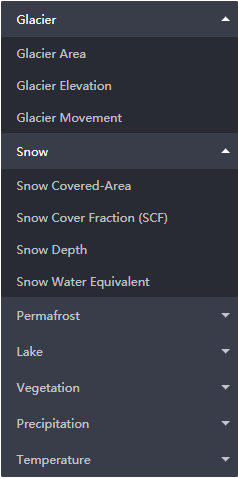 Glacier
Glacier Area
Glacier Elevation
Glacier Movement
Snow
Snow Covered-Area
Snow Cover Fraction (SCF)
Snow Depth
Snow Water Equivalent
Permafrost
Lake
Vegetation
Precipitation
Temperature